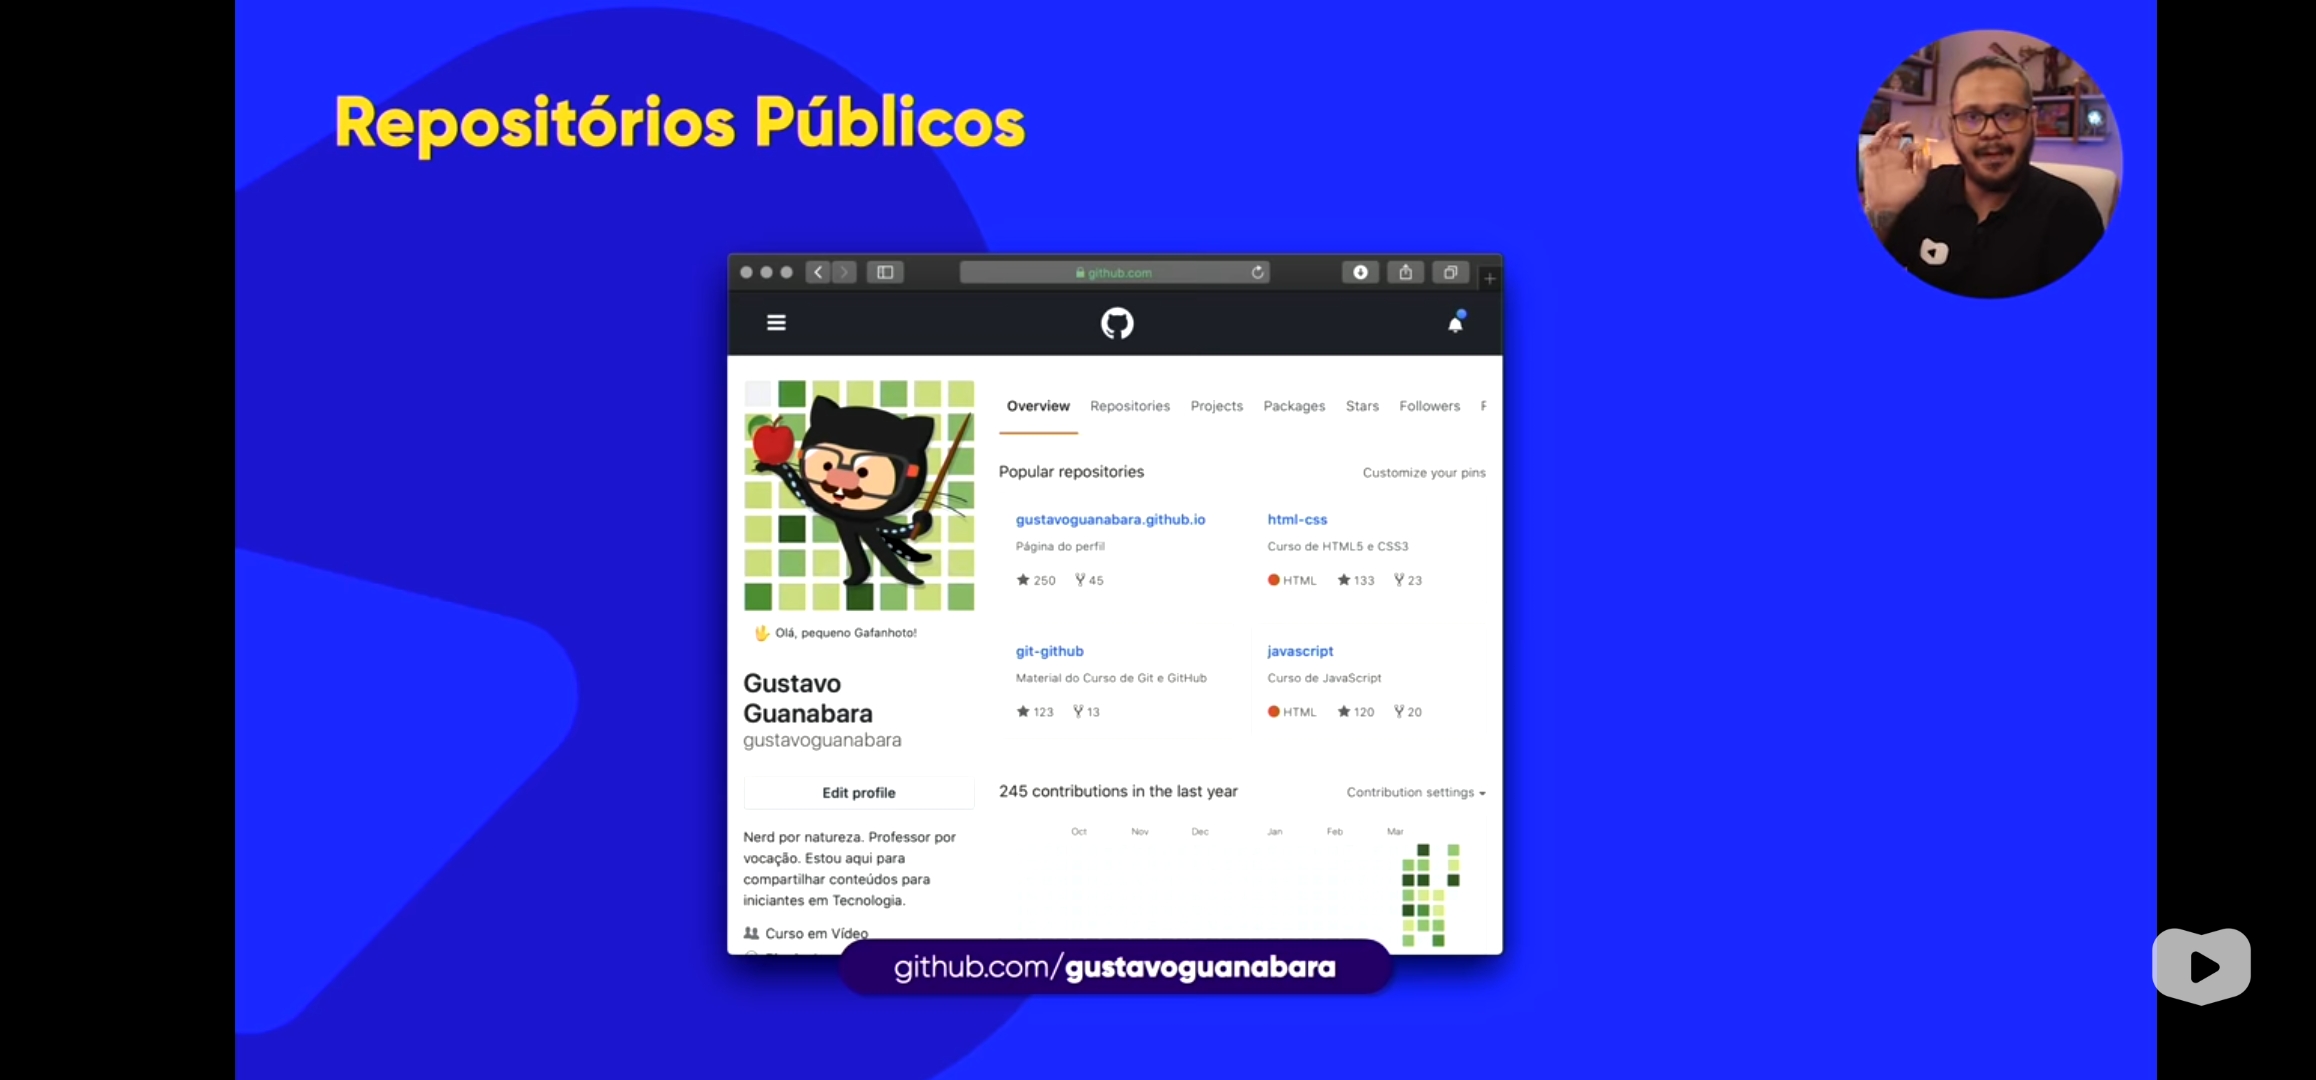 Repositórios Públicos
github.com
Overview Repositories Projects Packages Stars Followers F
Popular repositories Customize your pins
gustavoguanabara.github.io
Página do perfil
250 45
html-css
Curso de HTML5 e CSS3
HTML 133 23
git-github
Material do Curso de Git e GitHub
123 13
javascript
Curso de JavaScript
HTML 120 20
Olá, pequeno Gafanhoto!
Gustavo
Guanabara
gustavoguanabara
Edit profile
Nerd por natureza. Professor por
vocação. Estou aqui para
compartilhar conteúdos para
iniciantes em Tecnologia.
Curso em Vídeo
245 contributions in the last year Contribution settings
Oct Nov Dec Jan Feb Mar
github.com/gustavoguanabara